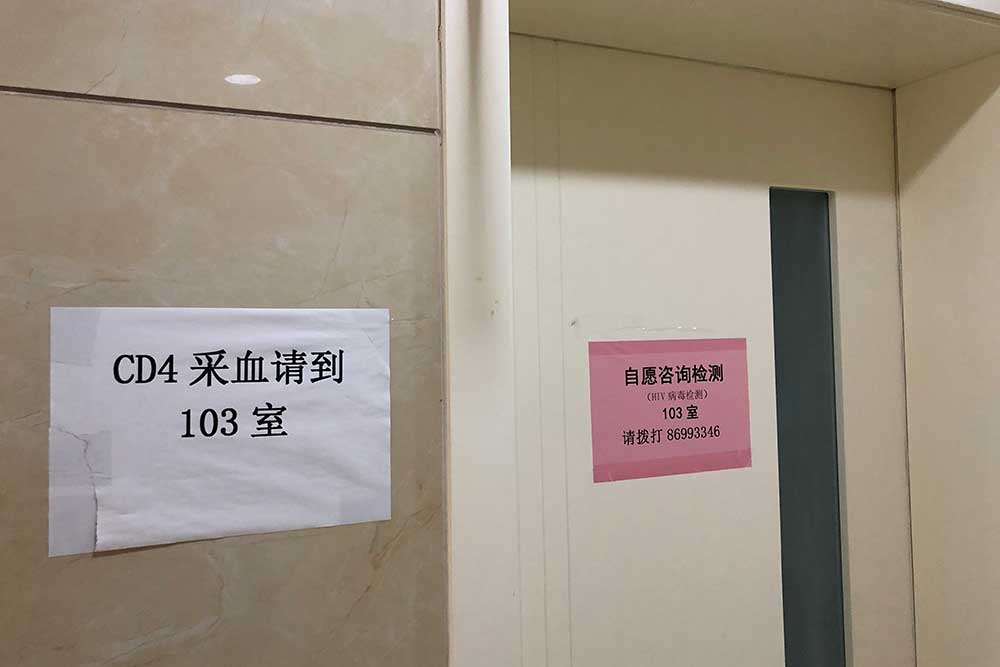 CD4 采血请到
103 室
自愿咨询检测
（HIV 病毒检测）
103 室
请拨打 86993346